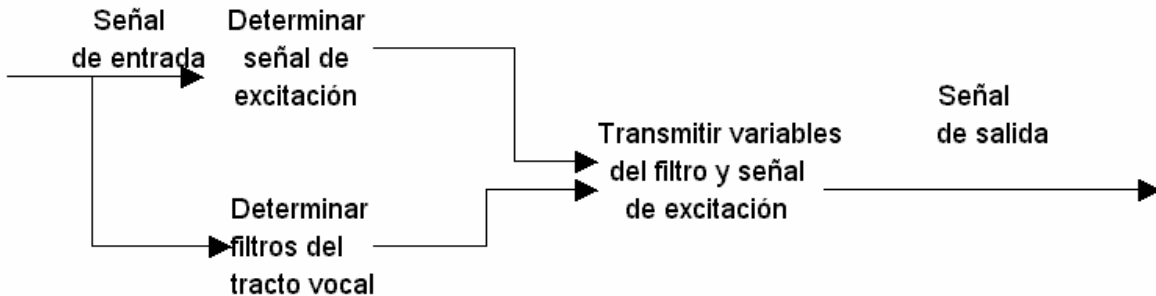 Señal
de entrada
Determinar
señal de
excitación
Determinar
filtros del
tracto vocal
Transmitir variables
del filtro y señal
de excitación
Señal
de salida